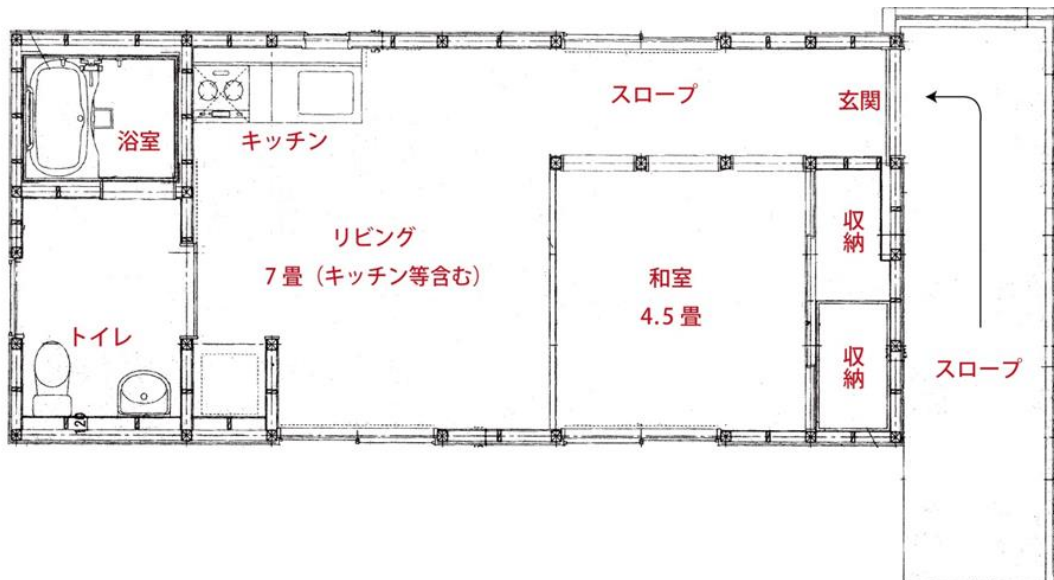 スロープ
玄関
浴室
キッチン
リビング
7畳（キッチン等含む）
和室
4.5畳
収納
収納
トイレ
スロープ
120